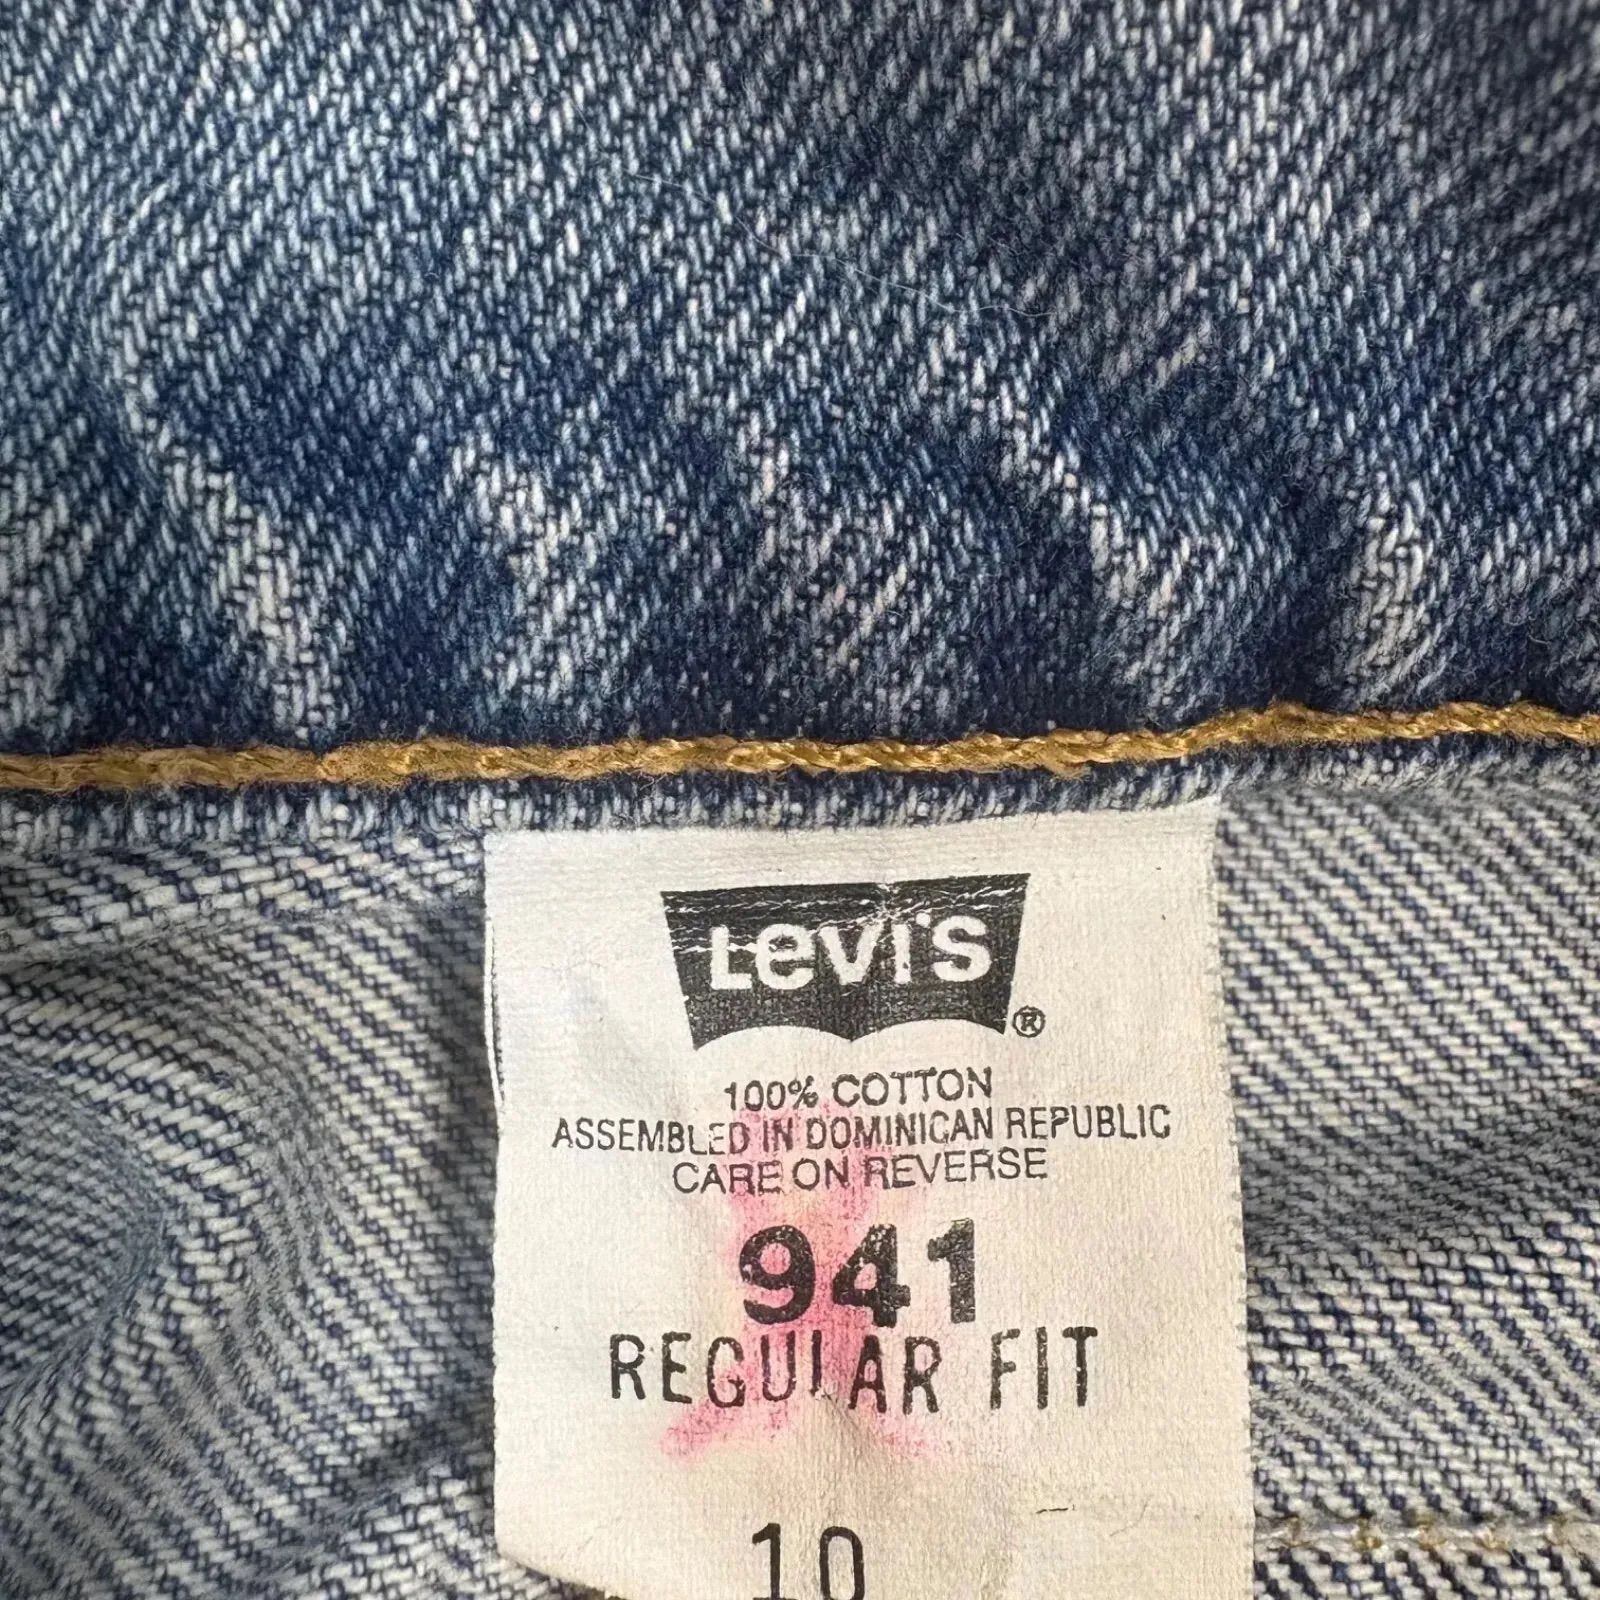 Levi's ®
100% COTTON
ASSEMBLED IN DOMINICAN REPUBLIC
CARE ON REVERSE
941
REGULAR FIT
10